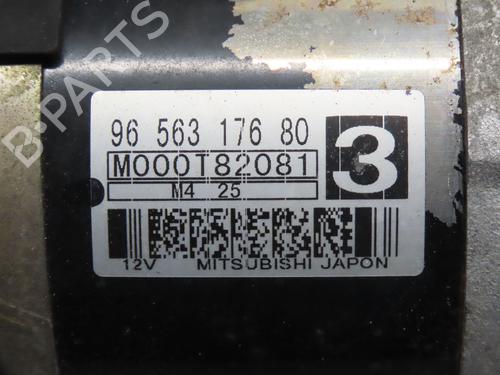 B-PARTS
96 563 176 80
M000T82081
3
M4 25
12V MITSUBISHI JAPON